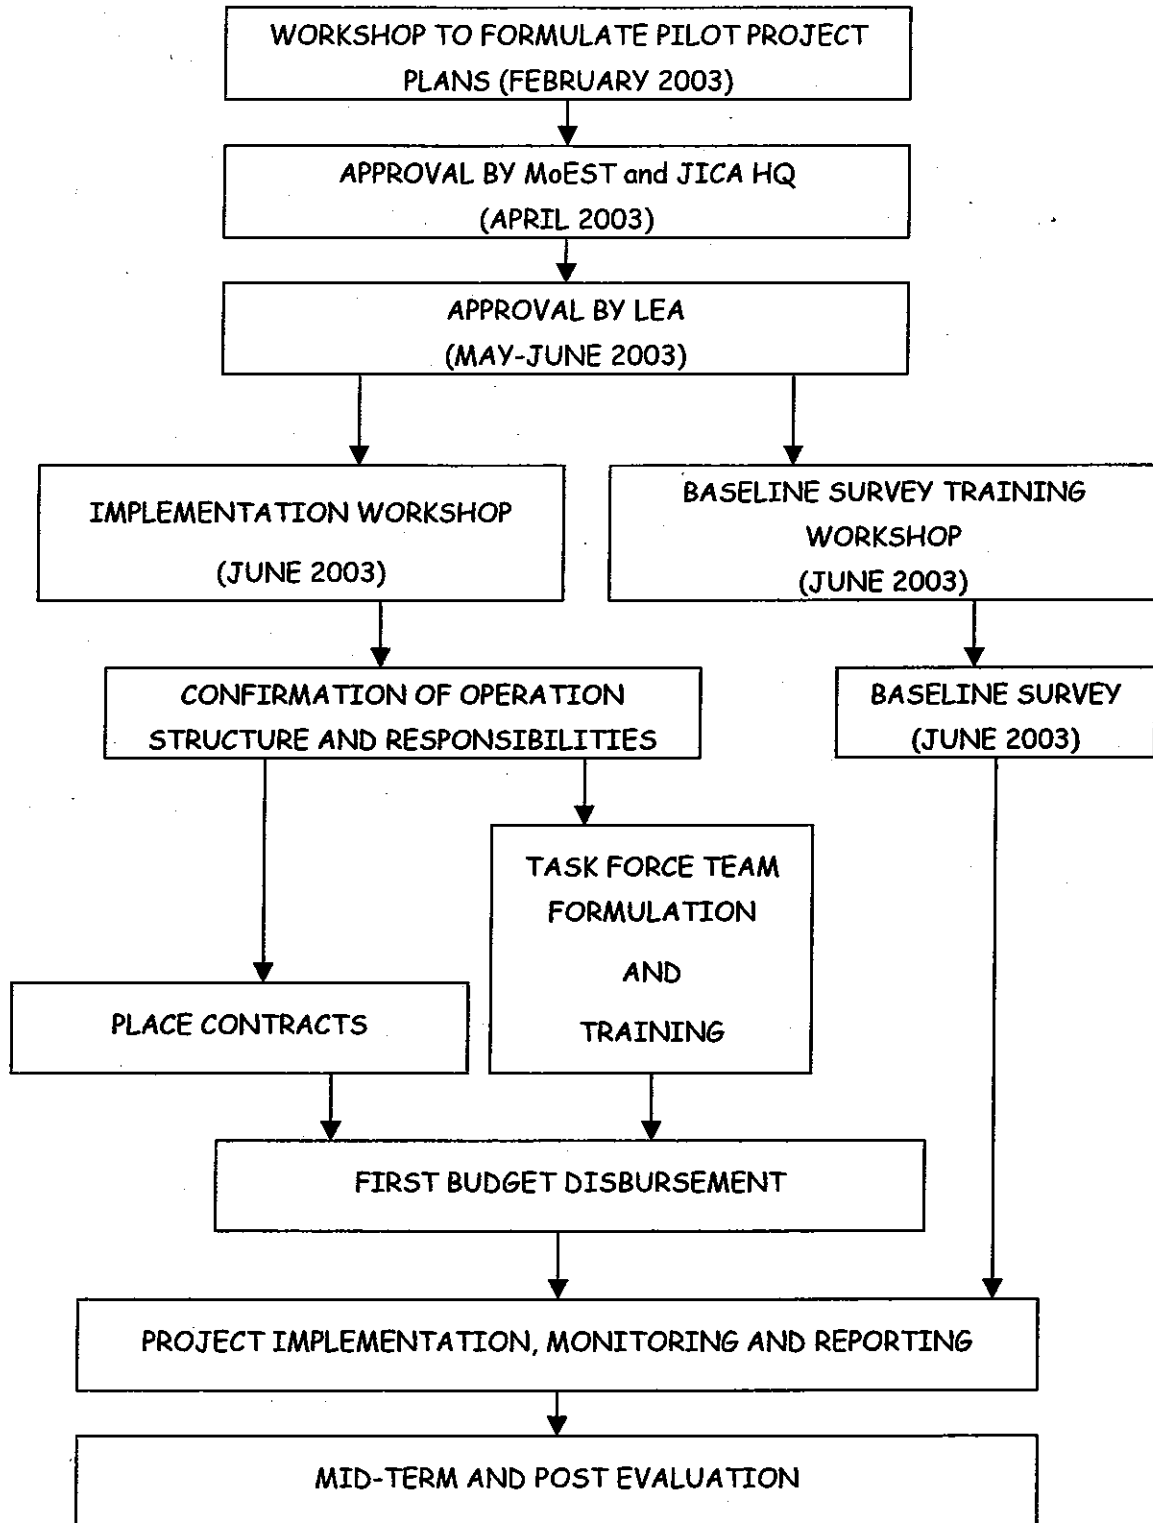 WORKSHOP TO FORMULATE PILOT PROJECT
PLANS (FEBRUARY 2003)
APPROVAL BY MoEST and JICA HQ
(APRIL 2003)
APPROVAL BY LEA
(MAY-JUNE 2003)
IMPLEMENTATION WORKSHOP
(JUNE 2003)
BASELINE SURVEY TRAINING
WORKSHOP
(JUNE 2003)
CONFIRMATION OF OPERATION
STRUCTURE AND RESPONSIBILITIES
BASELINE SURVEY
(JUNE 2003)
TASK FORCE TEAM
FORMULATION
AND
TRAINING
PLACE CONTRACTS
FIRST BUDGET DISBURSEMENT
PROJECT IMPLEMENTATION, MONITORING AND REPORTING
MID-TERM AND POST EVALUATION